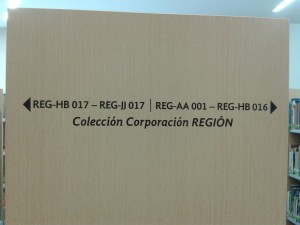 ◀ REG-HB 017 – REG-JJ 017 | REG-AA 001 – REG-HB 016 ▶
Colección Corporación REGIÓN